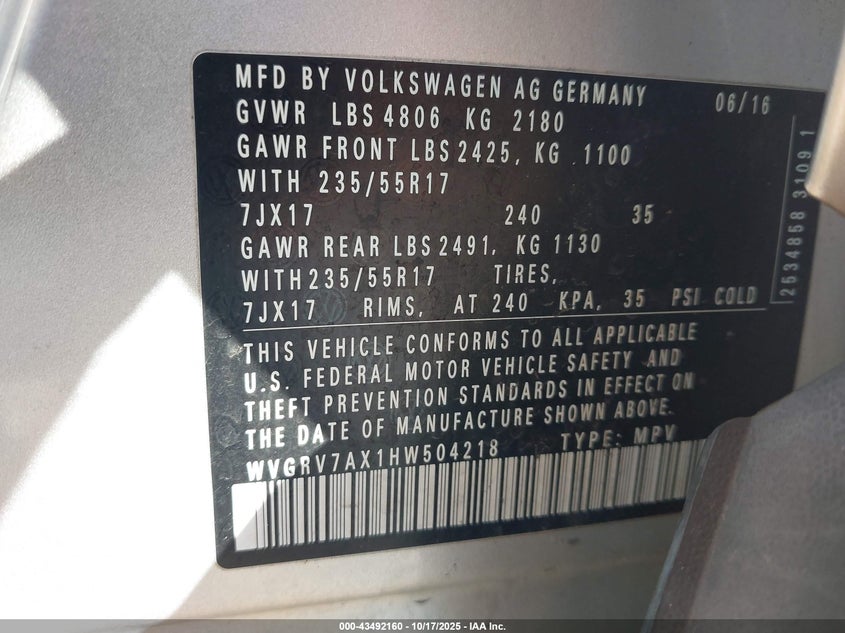 MFD BY VOLKSWAGEN AG GERMANY 06/16
GVWR LBS 4806 KG 2180
GAWR FRONT LBS 2425, KG 1100
WITH 235/55R17
7JX17 240 35
GAWR REAR LBS 2491, KG 1130
WITH 235/55R17 TIRES,
7JX17 RIMS, AT 240 KPA, 35 PSI COLD
THIS VEHICLE CONFORMS TO ALL APPLICABLE
U.S. FEDERAL MOTOR VEHICLE SAFETY AND
THEFT PREVENTION STANDARDS IN EFFECT ON
THE DATE OF MANUFACTURE SHOWN ABOVE.
WVGRV7AX1HW504218 TYPE: MPV
2534858 3109 1
000-43492160 - 10/17/2025 - IAA Inc.